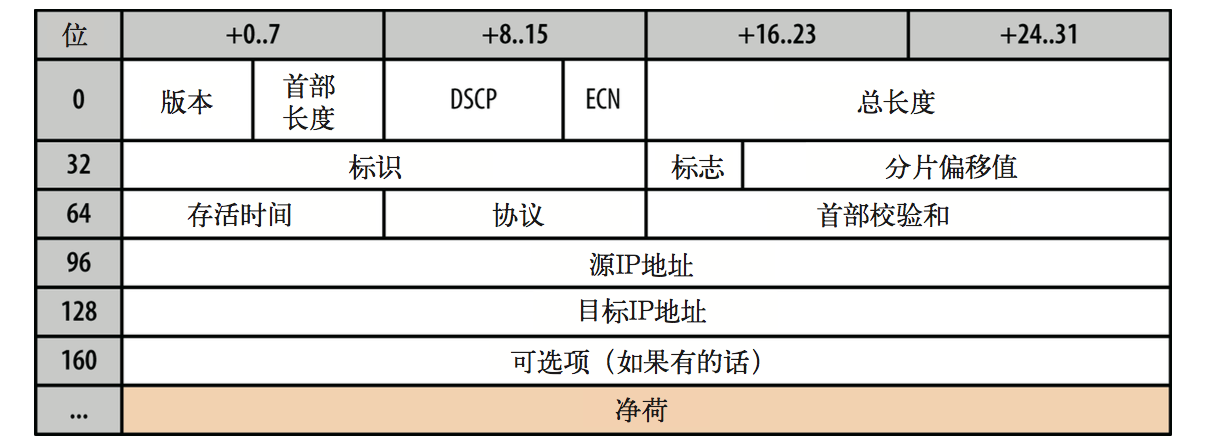 位 +0..7 +8..15 +16..23 +24..31
0 版本 首部 DSCP ECN 总长度
长度
32 标识 标志 分片偏移值
64 存活时间 协议 首部校验和
96 源IP地址
128 目标IP地址
160 可选项（如果有的话）
... 净荷